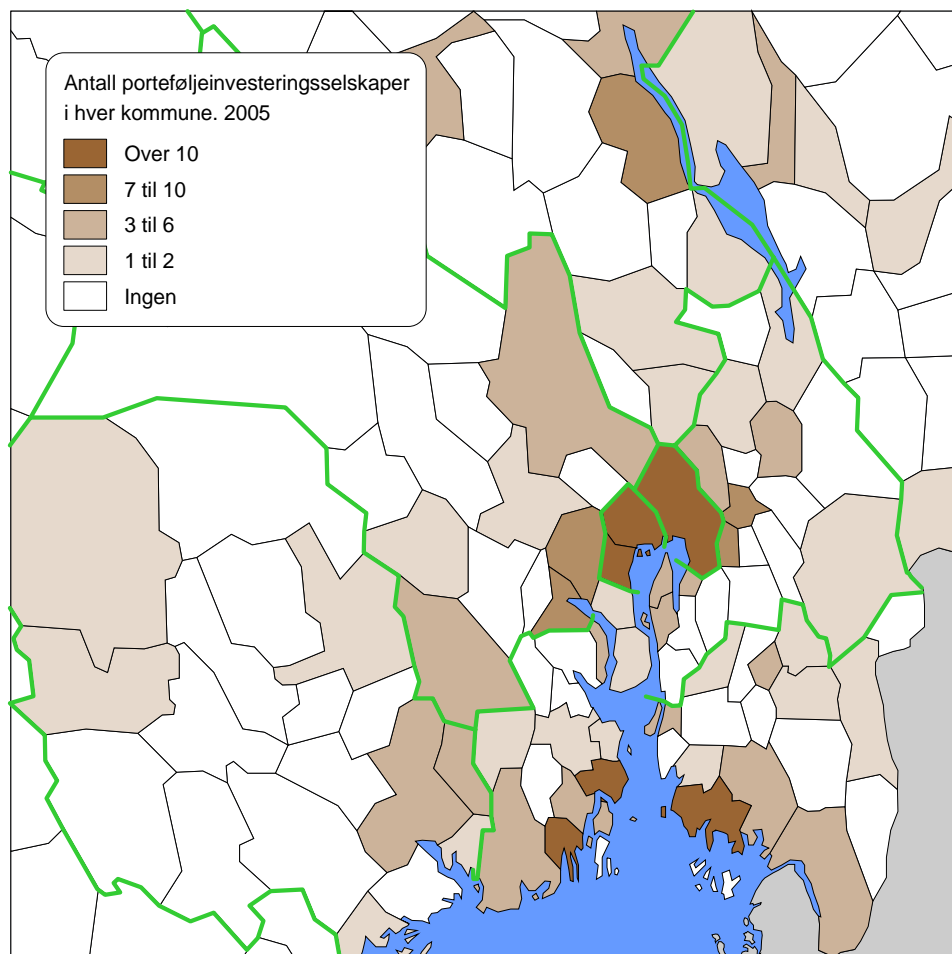 Antall porteføljeinvesteringsselskaper
i hver kommune. 2005
Over 10
7 til 10
3 til 6
1 til 2
Ingen